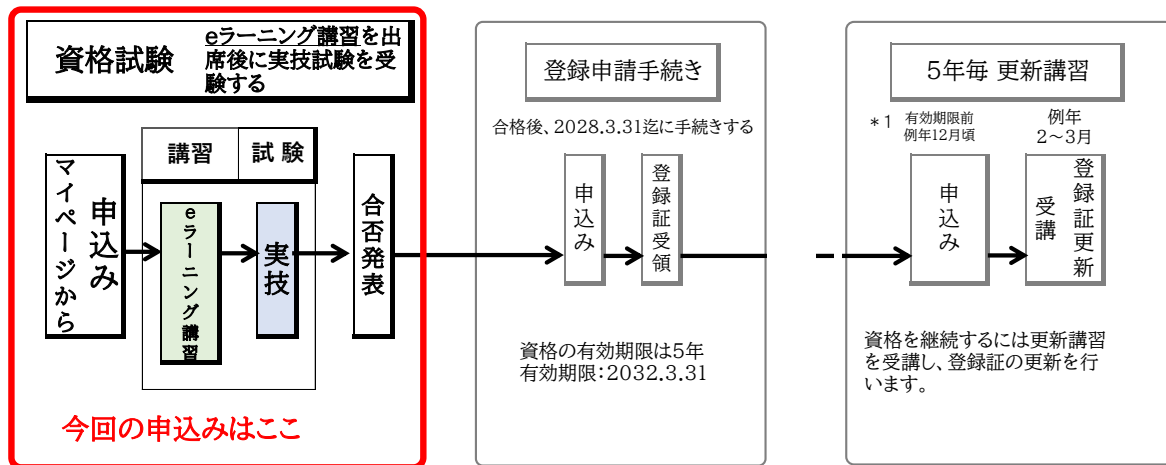 資格試験
eラーニング講習を出
席後に実技試験を受
験する
講習
試 験
マイページから
申込み
eラーニング講習
実技
合否発表
今回の申込みはここ
登録申請手続き
合格後、2028.3.31迄に手続きする
申込み
登録証受領
資格の有効期限は5年
有効期限：2032.3.31
5年毎 更新講習
*1 有効期限前
例年12月頃
例年
2～3月
申込み
受講
登録証更新
資格を継続するには更新講習
を受講し、登録証の更新を行
います。